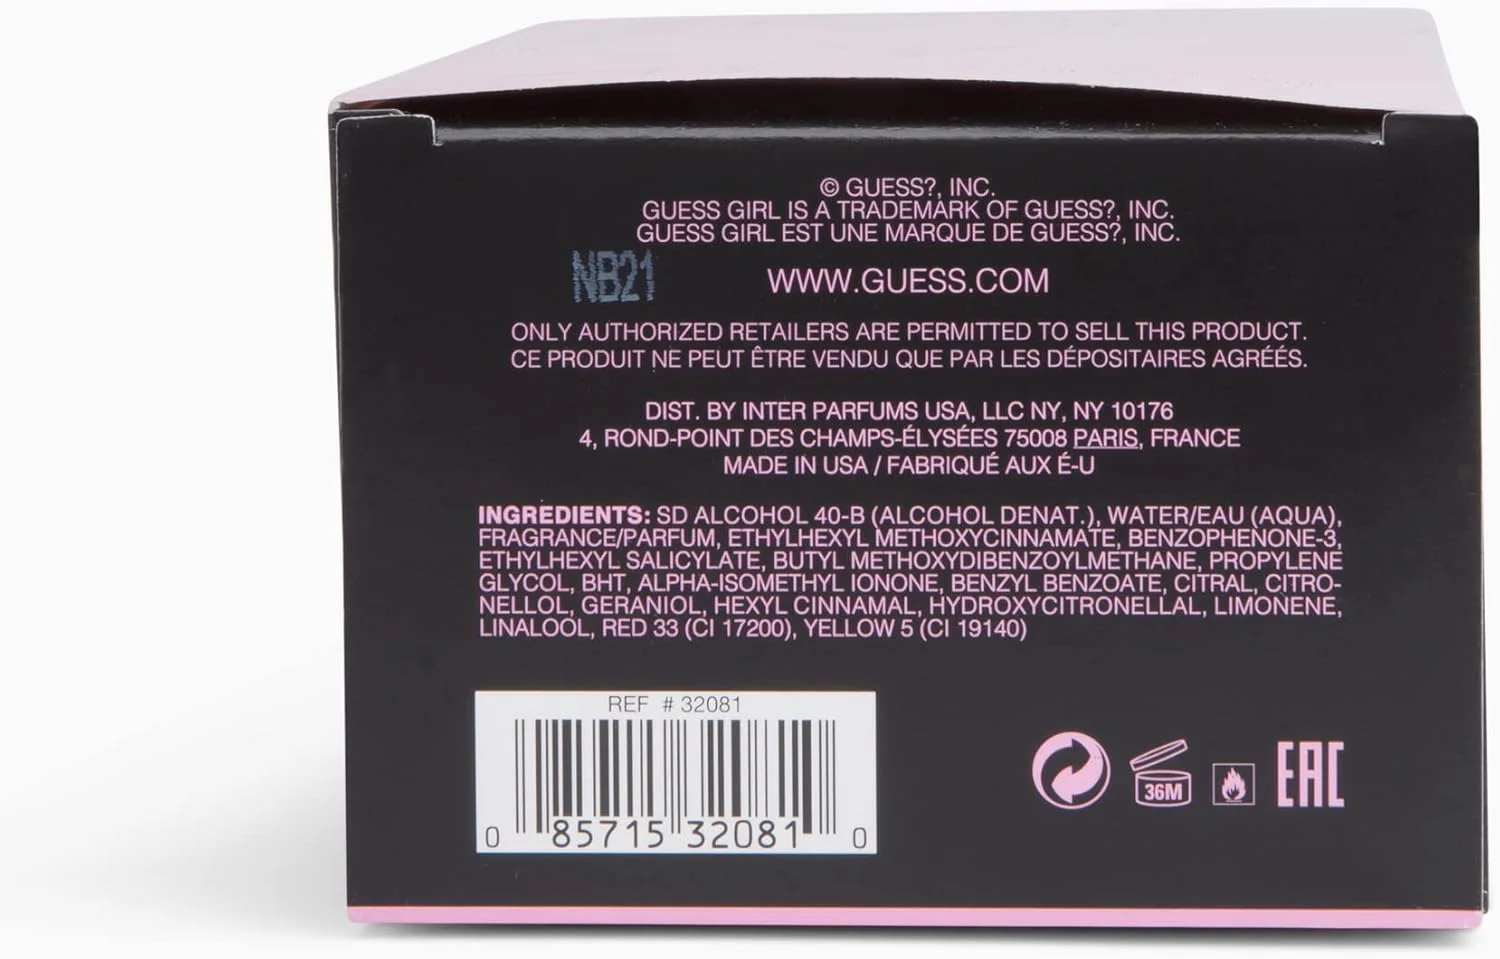 © GUESS?, INC.
GUESS GIRL IS A TRADEMARK OF GUESS?, INC.
GUESS GIRL EST UNE MARQUE DE GUESS?, INC.
NB21
WWW.GUESS.COM
ONLY AUTHORIZED RETAILERS ARE PERMITTED TO SELL THIS PRODUCT.
CE PRODUIT NE PEUT ÊTRE VENDU QUE PAR LES DÉPOSITAIRES AGRÉÉS.
DIST. BY INTER PARFUMS USA, LLC NY, NY 10176
4, ROND-POINT DES CHAMPS-ÉLYSÉES 75008 PARIS, FRANCE
MADE IN USA / FABRIQUÉ AUX É-U
INGREDIENTS: SD ALCOHOL 40-B (ALCOHOL DENAT.), WATER/EAU (AQUA),
FRAGRANCE/PARFUM, ETHYLHEXYL METHOXYCINNAMATE, BENZOPHENONE-3,
ETHYLHEXYL SALICYLATE, BUTYL METHOXYDIBENZOYLMETHANE, PROPYLENE
GLYCOL, BHT, ALPHA-ISOMETHYL IONONE, BENZYL BENZOATE, CITRAL, CITRO-
NELLOL, GERANIOL, HEXYL CINNAMAL, HYDROXYCITRONELLAL, LIMONENE,
LINALOOL, RED 33 (CI 17200), YELLOW 5 (CI 19140)
REF # 32081
0 85715 32081 0
36M
EAC